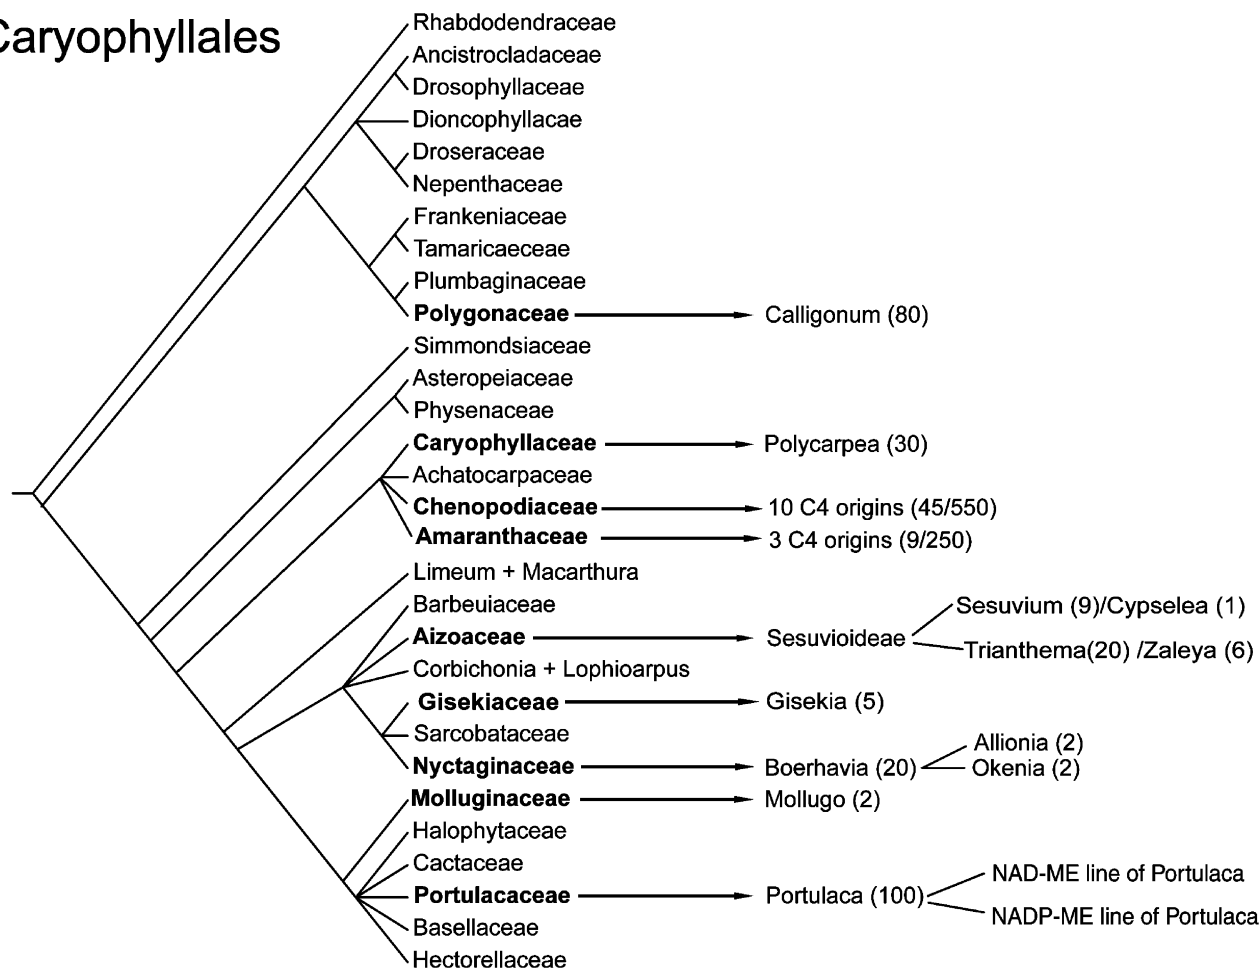 Caryophyllales
Rhabdodendraceae
Ancistrocladaceae
Drosophyllaceae
Dioncophyllacae
Droseraceae
Nepenthaceae
Frankeniaceae
Tamaricaeceae
Plumbaginaceae
Polygonaceae Calligonum (80)
Simmondsiaceae
Asteropeiaceae
Physenaceae
Caryophyllaceae Polycarpea (30)
Achatocarpaceae
Chenopodiaceae 10 C4 origins (45/550)
Amaranthaceae 3 C4 origins (9/250)
Limeum + Macarthura
Barbeuiaceae Sesuvium (9)/Cypselea (1)
Aizoaceae Sesuvioideae
Trianthema(20) /Zaleya (6)
Corbichonia + Lophioarpus
Gisekiaceae Gisekia (5)
Sarcobataceae Allionia (2)
Nyctaginaceae Boerhavia (20) Okenia (2)
Molluginaceae Mollugo (2)
Halophytaceae
Cactaceae NAD-ME line of Portulaca
Portulacaceae Portulaca (100)
NADP-ME line of Portulaca
Basellaceae
Hectorellaceae